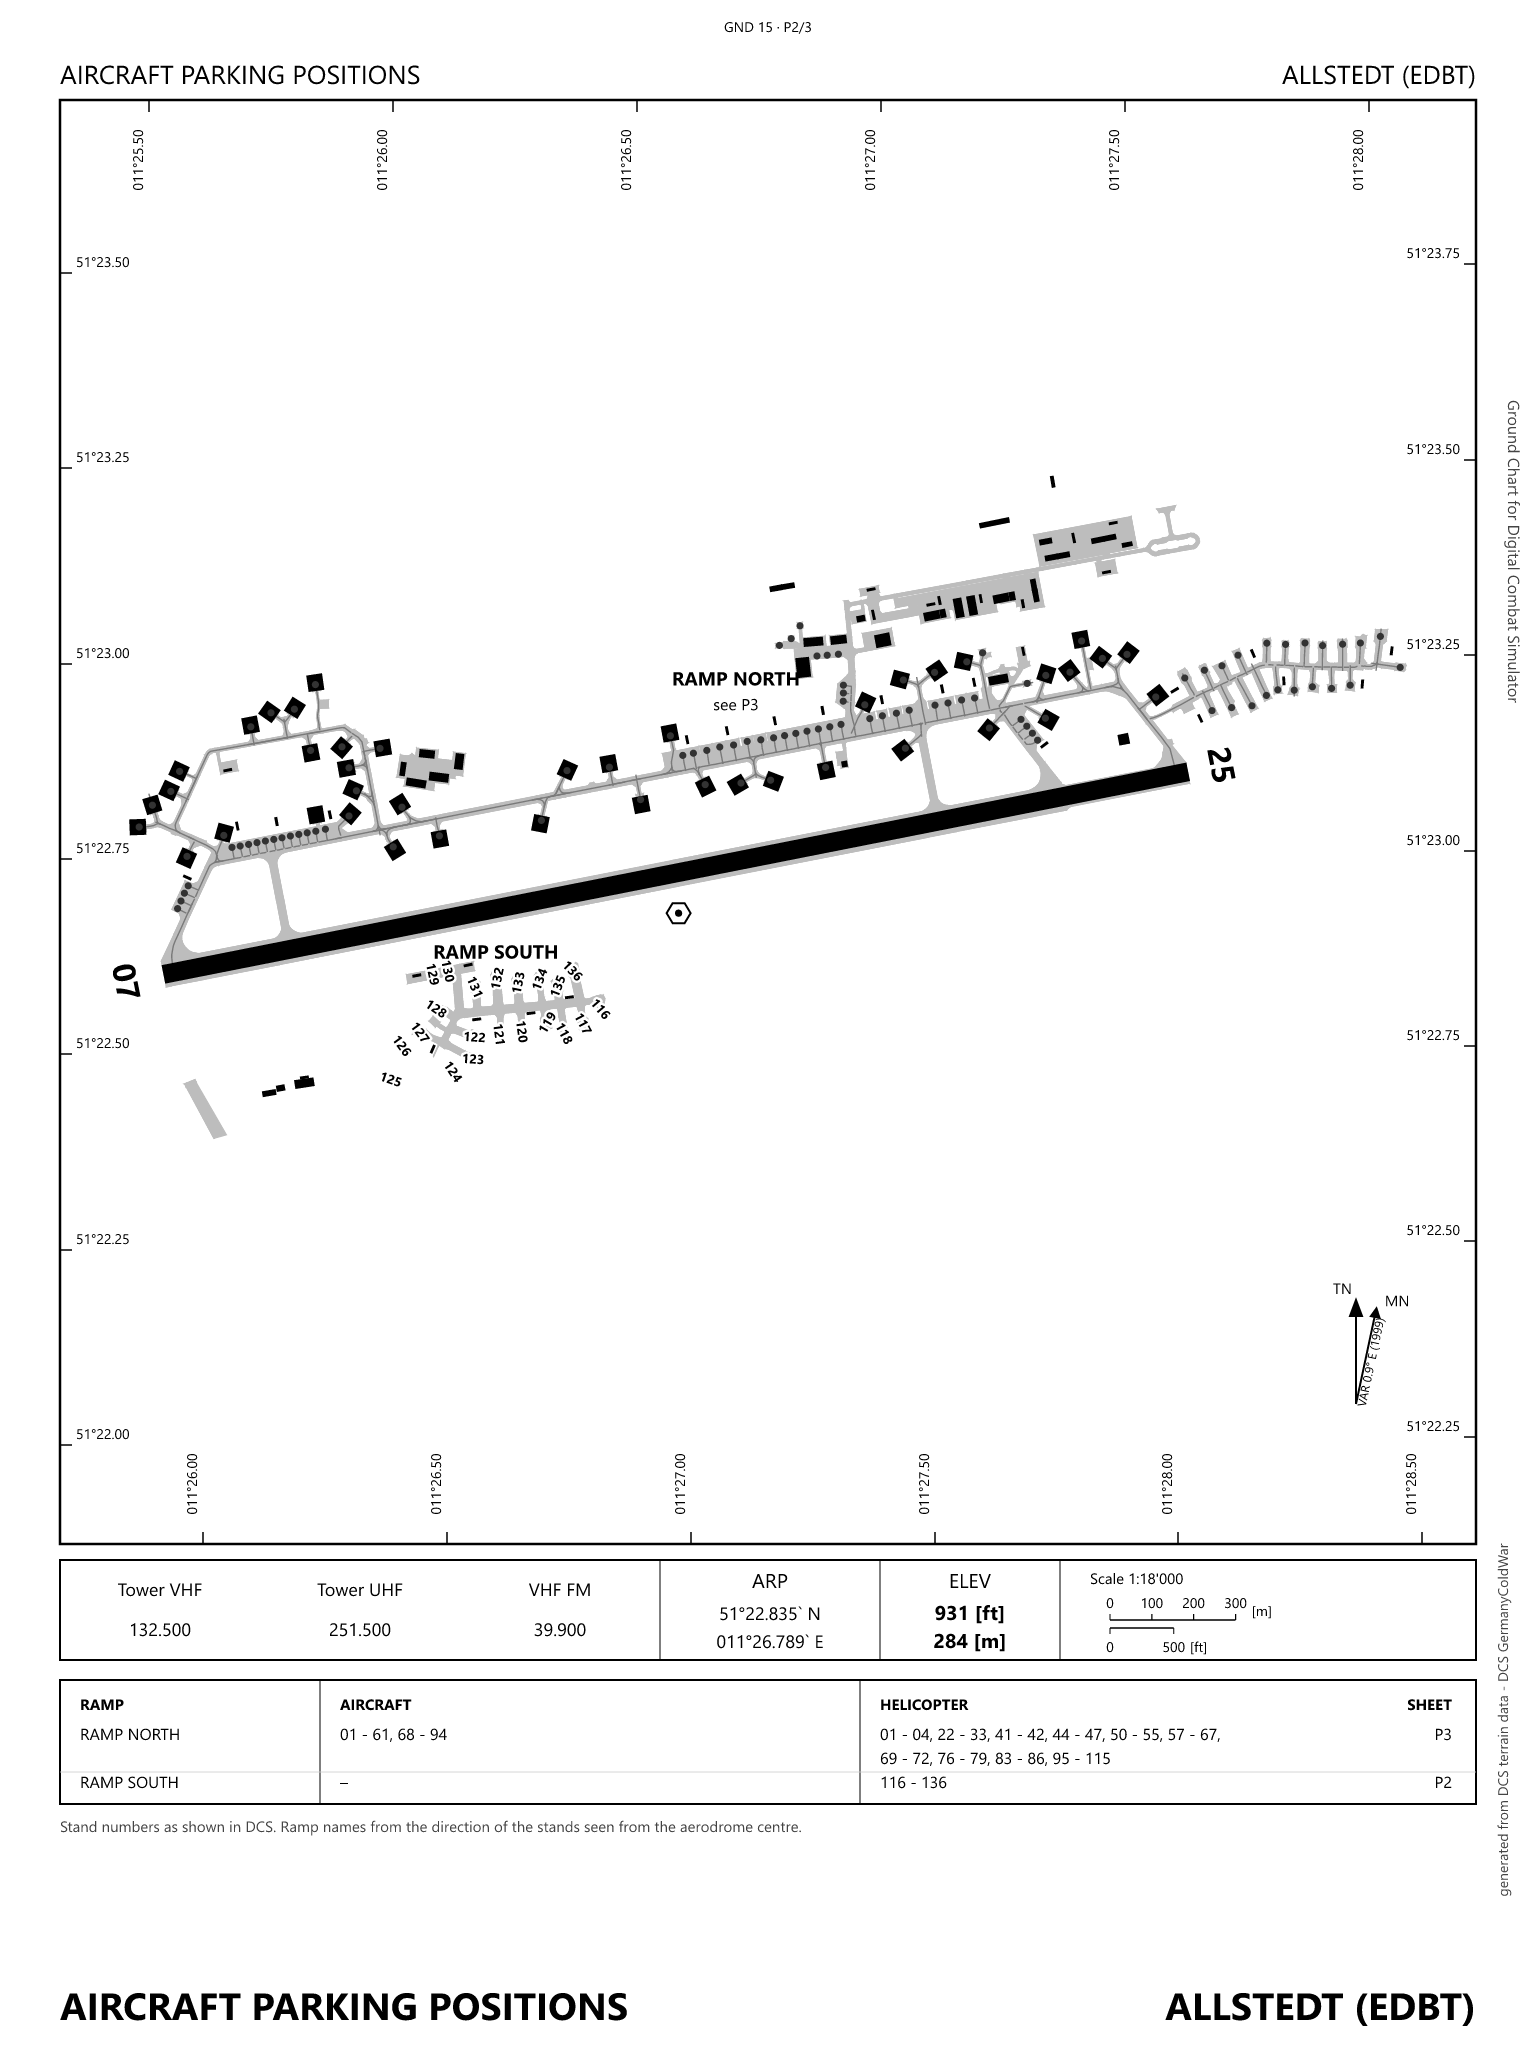 GND 15 · P2/3
AIRCRAFT PARKING POSITIONS
ALLSTEDT (EDBT)
011°25.50
011°26.00
011°26.50
011°27.00
011°27.50
011°28.00
51°23.50
51°23.75
51°23.25
51°23.50
51°23.00
51°23.25
51°22.75
51°23.00
51°22.50
51°22.75
51°22.25
51°22.50
51°22.00
51°22.25
RAMP NORTH
see P3
25
07
RAMP SOUTH
129
130
131
132
133
134
135
136
116
117
118
119
120
121
122
123
124
125
126
127
128
TN
MN
VAR 0.9° E (1999)
011°26.00
011°26.50
011°27.00
011°27.50
011°28.00
011°28.50
Ground Chart for Digital Combat Simulator
Tower VHF
132.500
Tower UHF
251.500
VHF FM
39.900
ARP
51°22.835` N
011°26.789` E
ELEV
931 [ft]
284 [m]
Scale 1:18'000
0 100 200 300 [m]
0 500 [ft]
RAMP AIRCRAFT HELICOPTER SHEET
RAMP NORTH 01 - 61, 68 - 94 01 - 04, 22 - 33, 41 - 42, 44 - 47, 50 - 55, 57 - 67, P3
69 - 72, 76 - 79, 83 - 86, 95 - 115
RAMP SOUTH – 116 - 136 P2
Stand numbers as shown in DCS. Ramp names from the direction of the stands seen from the aerodrome centre.
generated from DCS terrain data - DCS GermanyColdWar
AIRCRAFT PARKING POSITIONS
ALLSTEDT (EDBT)